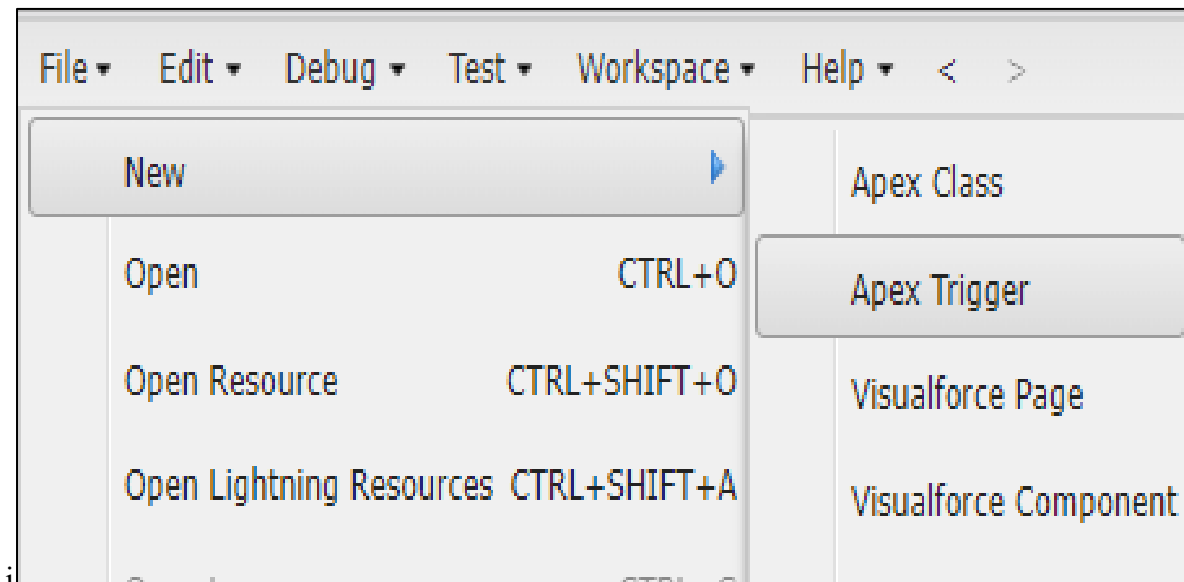 File Edit Debug Test Workspace Help < >
New
Apex Class
Open CTRL+O
Apex Trigger
Open Resource CTRL+SHIFT+O
Visualforce Page
Open Lightning Resources CTRL+SHIFT+A
Visualforce Component
i